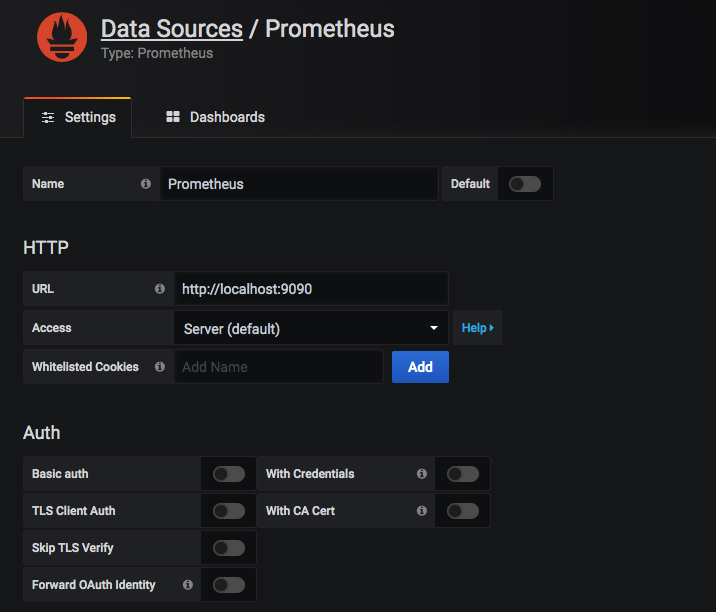 Data Sources / Prometheus
Type: Prometheus
Settings Dashboards
Name Prometheus Default
HTTP
URL http://localhost:9090
Access Server (default) Help
Whitelisted Cookies Add Name Add
Auth
Basic auth With Credentials
TLS Client Auth With CA Cert
Skip TLS Verify
Forward OAuth Identity